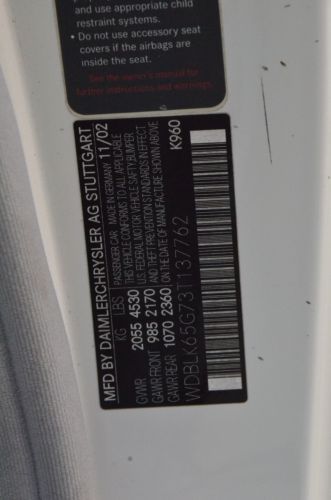 and use appropriate child
restraint systems.
• Do not use accessory seat
covers if the airbags are
inside the seat.
See the owner's manual for
further instructions and warnings.
MFD BY DAIMLERCHRYSLER AG STUTTGART
PASSENGER CAR MADE IN GERMANY 11/02
THIS VEHICLE CONFORMS TO ALL APPLICABLE
U.S. FEDERAL MOTOR VEHICLE SAFETY,BUMPER
AND THEFT PREVENTION STANDARDS IN EFFECT
ON THE DATE OF MANUFACTURE SHOWN ABOVE
KG LBS
GVWR 2055 4530
GAWR FRONT 985 2170
GAWR REAR 1070 2360
K960
WDBLK65G73T137762